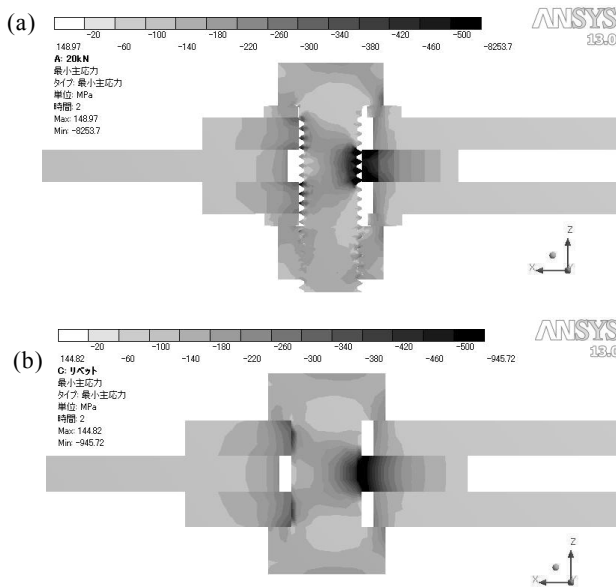 (a)
148.97 -20 -60 -140 -180 -220 -260 -300 -340 -380 -420 -460 -500 -8253.7
ANSYS
13.0
A: 20kN
最小主応力
タイプ: 最小主応力
単位: MPa
時間: 2
Max: 148.97
Min: -8253.7
Z
X
Y
(b)
144.82 -20 -60 -100 -140 -180 -220 -260 -300 -340 -380 -420 -460 -500 -945.72
ANSYS
13.0
C: リベット
最小主応力
タイプ: 最小主応力
単位: MPa
時間: 2
Max: 144.82
Min: -945.72
Z
X
Y